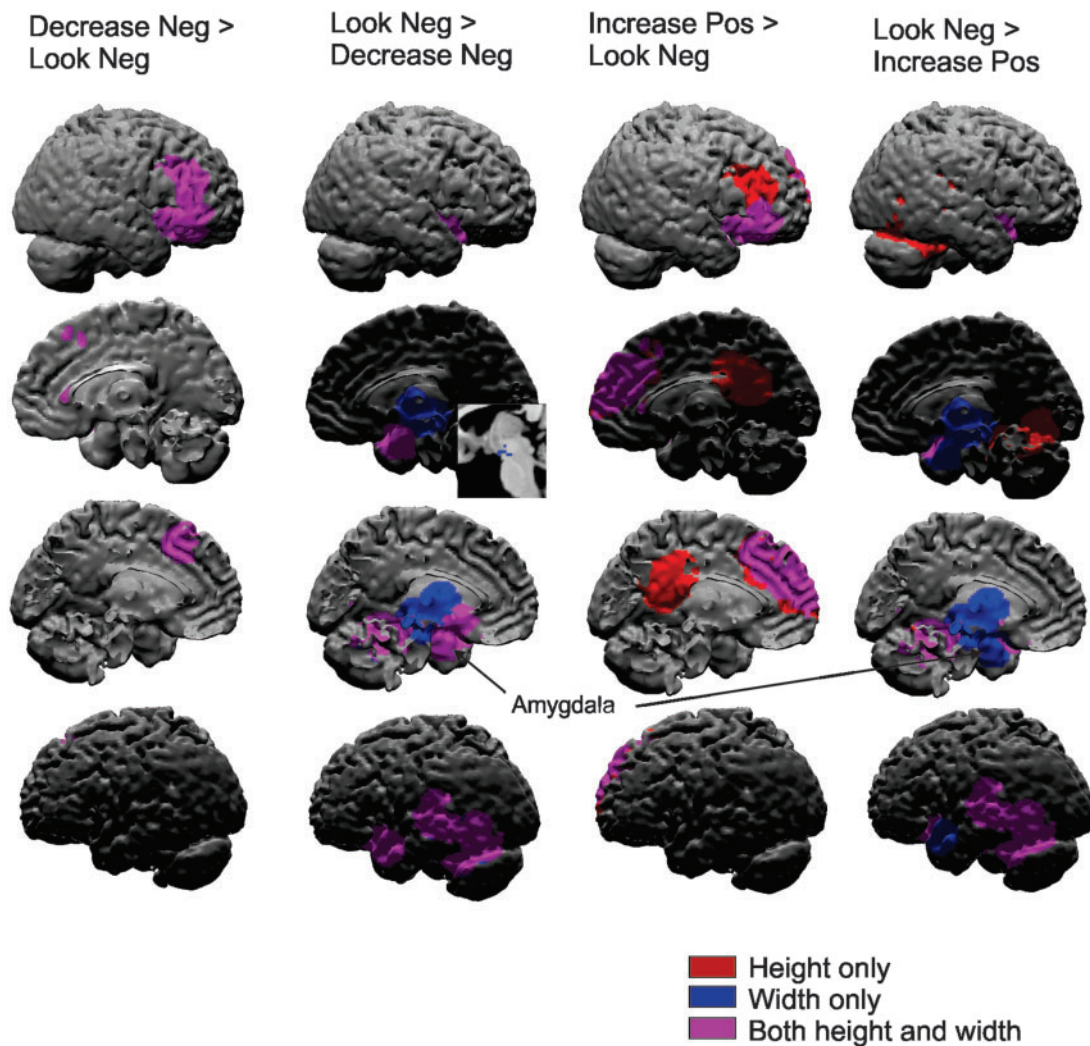 Decrease Neg >
Look Neg
Look Neg >
Decrease Neg
Increase Pos >
Look Neg
Look Neg >
Increase Pos
Amygdala
Height only
Width only
Both height and width